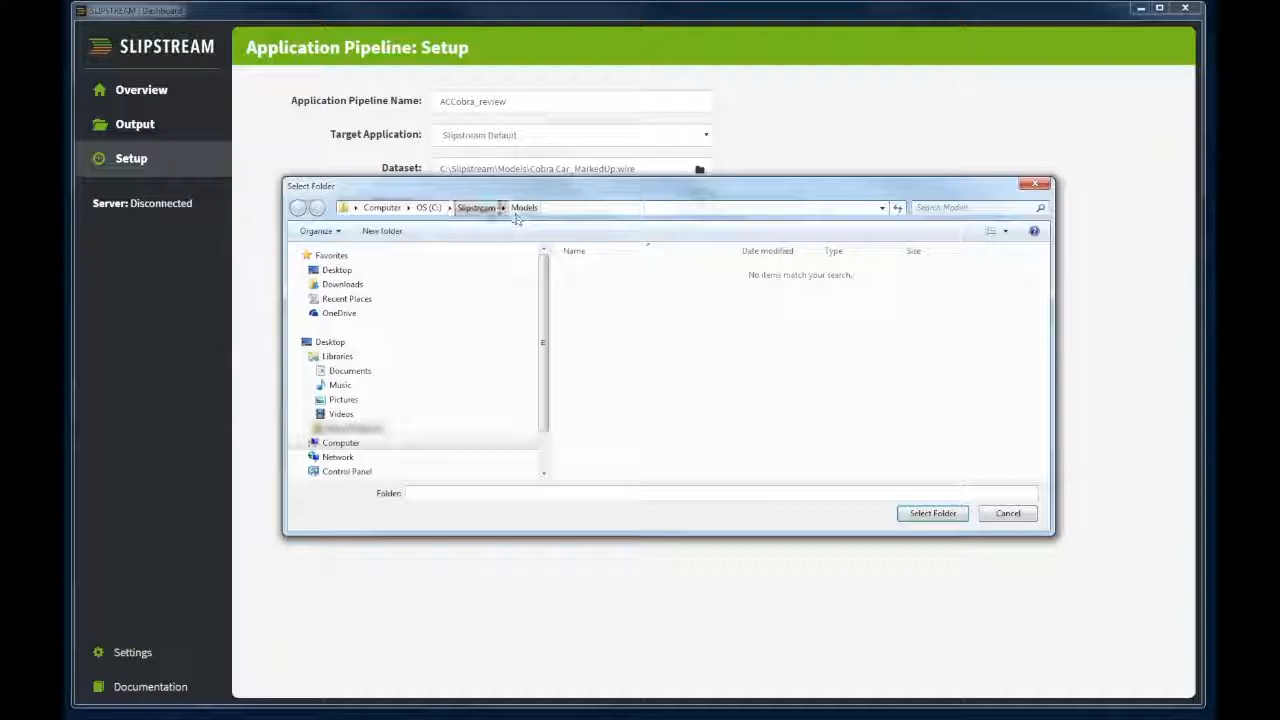 SLIPSTREAM | Dashboard
SLIPSTREAM
Application Pipeline: Setup
Overview
Output
Setup
Server: Disconnected
Application Pipeline Name: ACCobra_review
Target Application: Slipstream Default
Dataset: C:\Slipstream\Models\Cobra Car_MarkedUp.wire
Select Folder
Computer OS (C:) Slipstream Models Search Models
Organize New folder
Name Date modified Type Size
No items match your search.
Favorites
Desktop
Downloads
Recent Places
OneDrive
Desktop
Libraries
Documents
Music
Pictures
Videos
Computer
Network
Control Panel
Folder:
Select Folder Cancel
Settings
Documentation